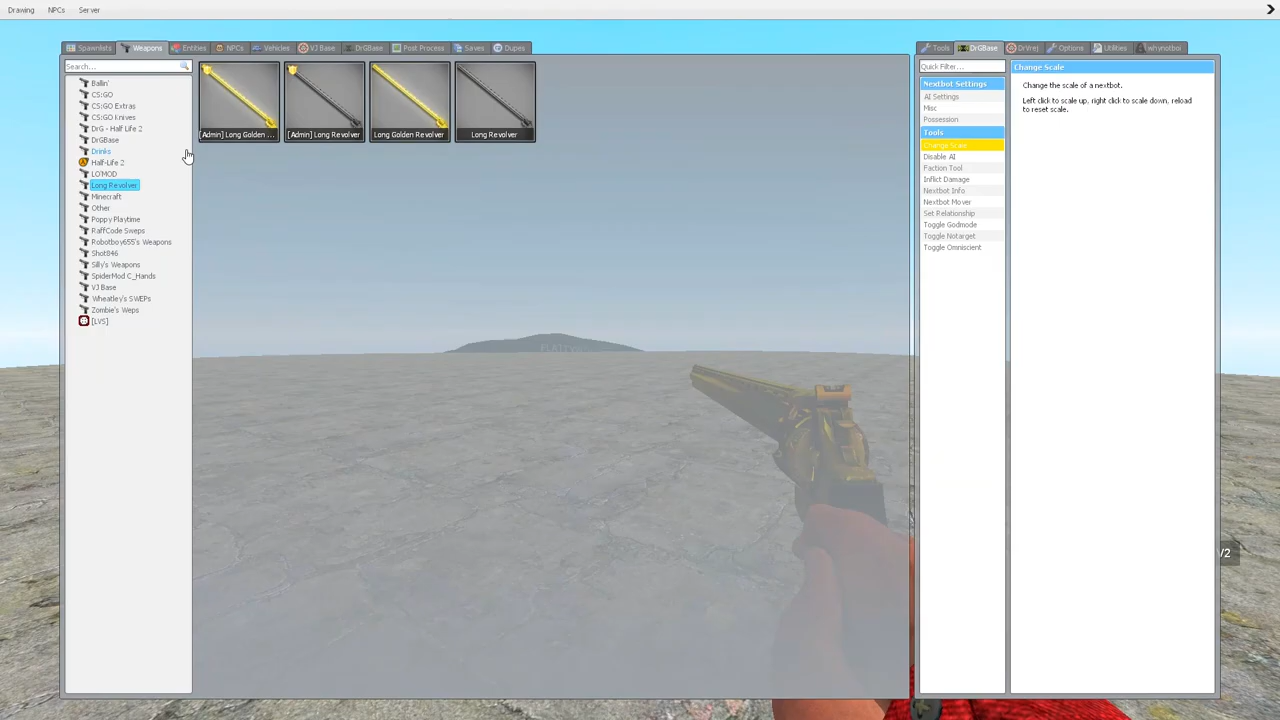 Drawing NPCs Server
Spawnlists Weapons Entities NPCs Vehicles VJ Base DrGBase Post Process Saves Dupes
Search...
Ballin'
CS:GO
CS:GO Extras
CS:GO Knives
DrG - Half Life 2
DrGBase
Drinks
Half-Life 2
LOMOD
Long Revolver
Minecraft
Other
Poppy Playtime
RaffCode Sweps
Robotboy655's Weapons
Shot846
Silly's Weapons
SpiderMod C_Hands
VJ Base
Wheatley's SWEPs
Zombie's Weps
[LVS]
[Admin] Long Golden ...
[Admin] Long Revolver
Long Golden Revolver
Long Revolver
Tools DrGBase DrVrej Options Utilities whynotboi
Quick Filter...
Nextbot Settings
AI Settings
Misc
Possession
Tools
Change Scale
Disable AI
Faction Tool
Inflict Damage
Nextbot Info
Nextbot Mover
Set Relationship
Toggle Godmode
Toggle Notarget
Toggle Omniscient
Change Scale
Change the scale of a nextbot.
Left click to scale up, right click to scale down, reload
to reset scale.
/2